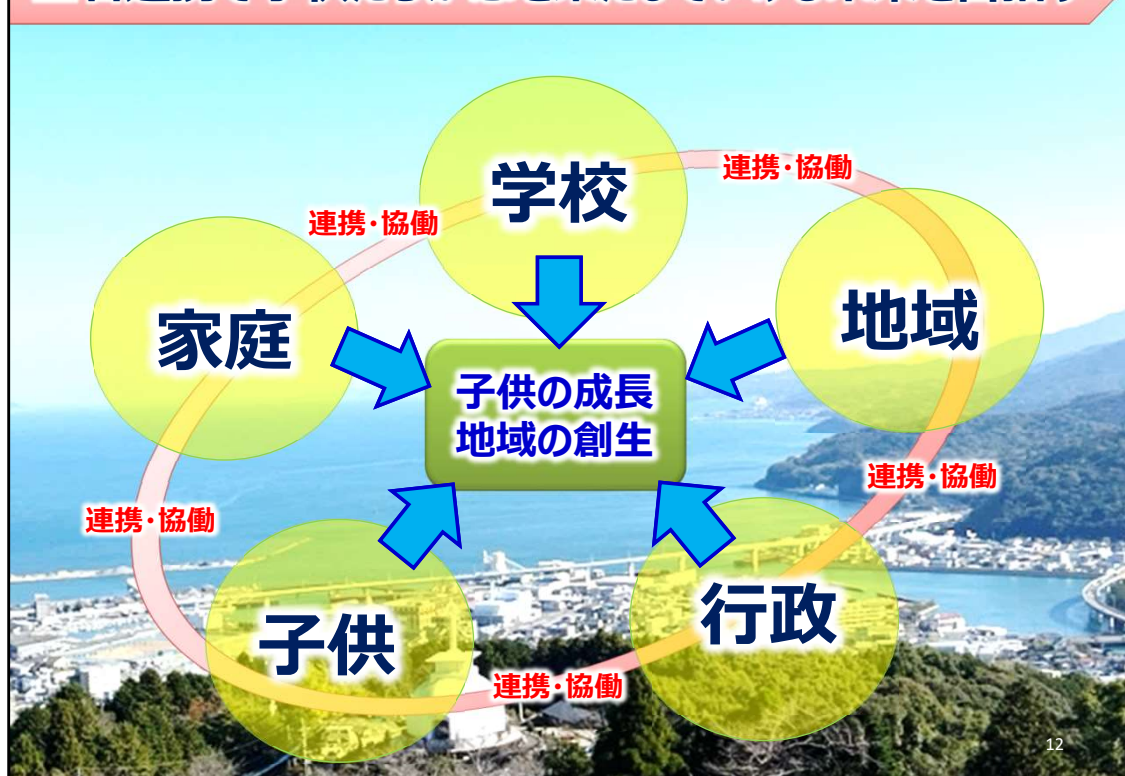 学校
連携・協働
連携・協働
家庭
地域
子供の成長
地域の創生
連携・協働
連携・協働
子供
行政
連携・協働
12